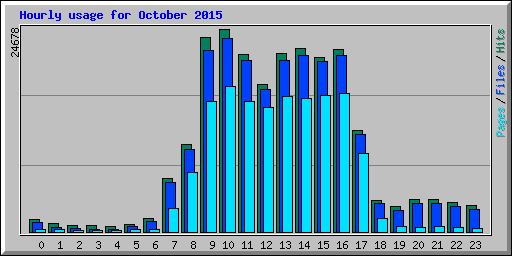 Hourly usage for October 2015
24678
Pages/Files/Hits
0 1 2 3 4 5 6 7 8 9 10 11 12 13 14 15 16 17 18 19 20 21 22 23